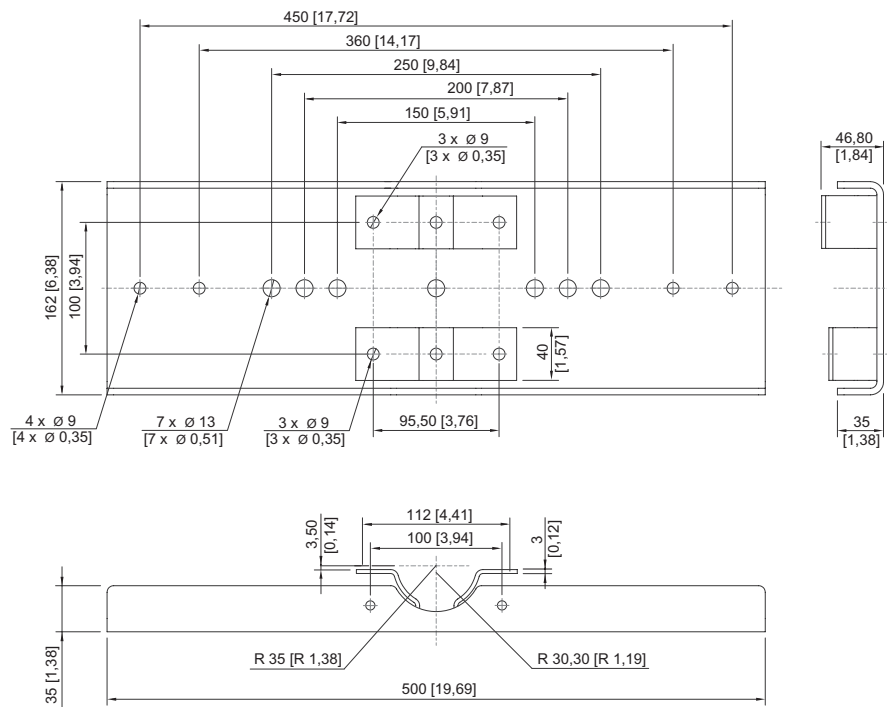 450 [17,72]
360 [14,17]
250 [9,84]
200 [7,87]
150 [5,91]
3 x Ø 9
[3 x Ø 0,35]
46,80
[1,84]
162 [6,38]
100 [3,94]
40
[1,57]
4 x Ø 9
[4 x Ø 0,35]
7 x Ø 13
[7 x Ø 0,51]
3 x Ø 9
[3 x Ø 0,35]
95,50 [3,76]
35
[1,38]
112 [4,41]
100 [3,94]
3,50
[0,14]
3
[0,12]
R 35 [R 1,38]
R 30,30 [R 1,19]
35 [1,38]
500 [19,69]